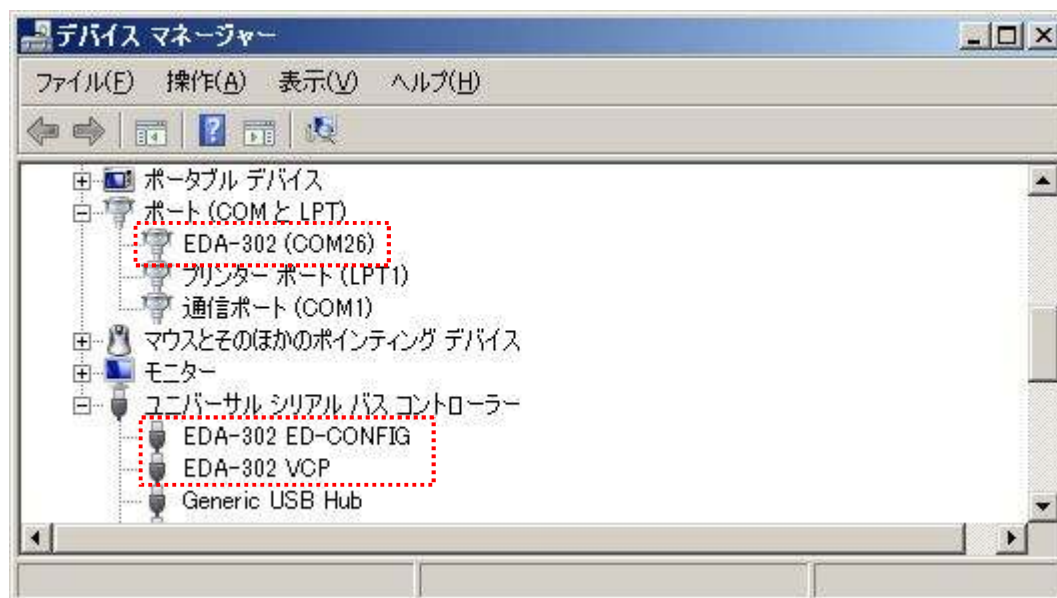 デバイス マネージャー
ファイル(F) 操作(A) 表示(V) ヘルプ(H)
ポータブル デバイス
ポート (COM と LPT)
EDA-302 (COM26)
プリンター ポート (LPT1)
通信ポート (COM1)
マウスとそのほかのポインティング デバイス
モニター
ユニバーサル シリアル バス コントローラー
EDA-302 ED-CONFIG
EDA-302 VCP
Generic USB Hub